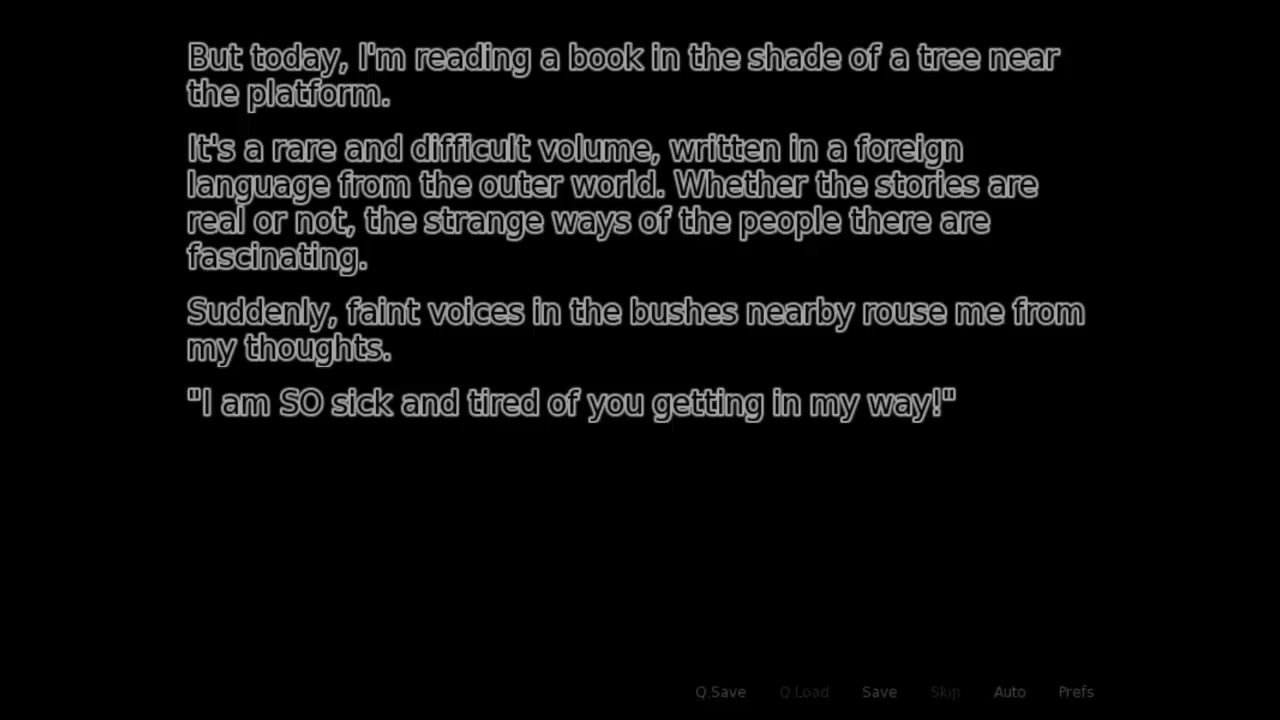 But today, I'm reading a book in the shade of a tree near
the platform.
It's a rare and difficult volume, written in a foreign
language from the outer world. Whether the stories are
real or not, the strange ways of the people there are
fascinating.
Suddenly, faint voices in the bushes nearby rouse me from
my thoughts.
"I am SO sick and tired of you getting in my way!"
Q.Save Q.Load Save Skip Auto Prefs